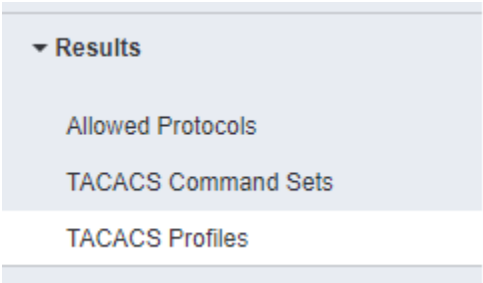 Results
Allowed Protocols
TACACS Command Sets
TACACS Profiles